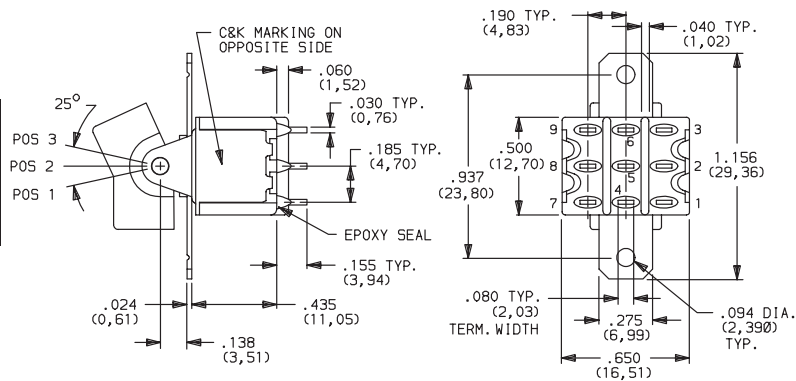 C&K MARKING ON
OPPOSITE SIDE
.060
(1,52)
.030 TYP.
(0,76)
25°
POS 3
POS 2
POS 1
.185 TYP.
(4,70)
EPOXY SEAL
.155 TYP.
(3,94)
.024
(0,61)
.435
(11,05)
.138
(3,51)
.190 TYP.
(4,83)
.040 TYP.
(1,02)
.937
(23,80)
.500
(12,70)
9
8
7
6
5
4
3
2
1
1.156
(29,36)
.080 TYP.
(2,03)
TERM. WIDTH
.275
(6,99)
.094 DIA.
(2,39Ø)
TYP.
.650
(16,51)